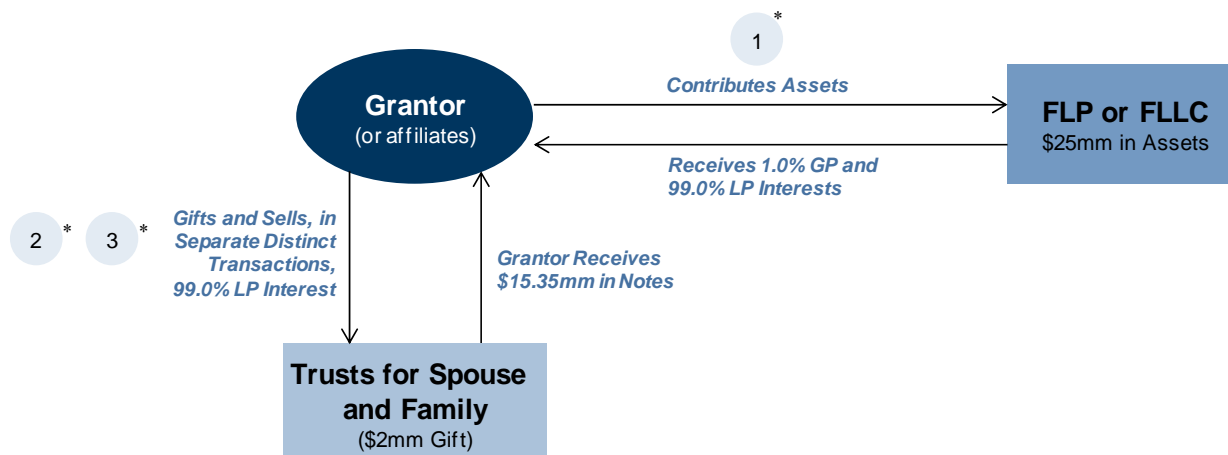 1*
Contributes Assets
Grantor
(or affiliates)
FLP or FLLC
$25mm in Assets
Receives 1.0% GP and
99.0% LP Interests
2* 3*
Gifts and Sells, in
Separate Distinct
Transactions,
99.0% LP Interest
Grantor Receives
$15.35mm in Notes
Trusts for Spouse
and Family
($2mm Gift)